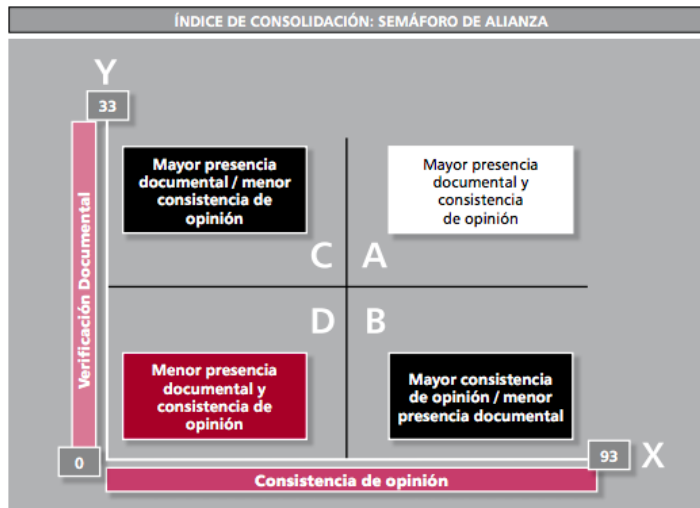 ÍNDICE DE CONSOLIDACIÓN: SEMÁFORO DE ALIANZA
Y
33
Verificación Documental
Mayor presencia
documental / menor
consistencia de
opinión
Mayor presencia
documental y
consistencia
de opinión
C
A
D
B
Menor presencia
documental y
consistencia de
opinión
Mayor consistencia
de opinión / menor
presencia documental
0
93
X
Consistencia de opinión